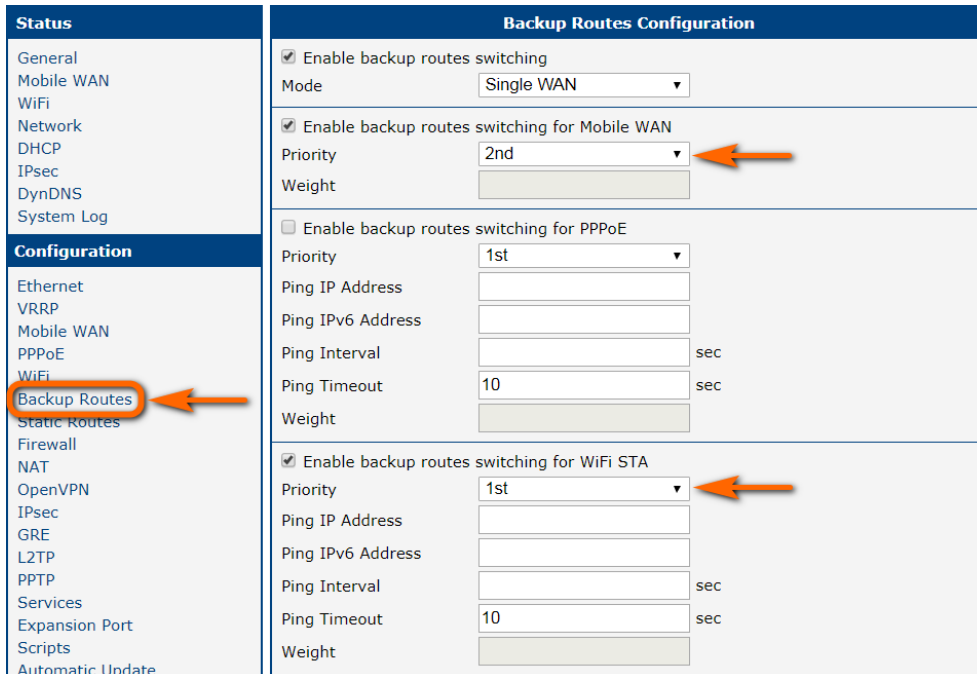 Status
General
Mobile WAN
WiFi
Network
DHCP
IPsec
DynDNS
System Log
Configuration
Ethernet
VRRP
Mobile WAN
PPPoE
WiFi
Backup Routes
Static Routes
Firewall
NAT
OpenVPN
IPsec
GRE
L2TP
PPTP
Services
Expansion Port
Scripts
Automatic Update
Backup Routes Configuration
Enable backup routes switching
Mode Single WAN
Enable backup routes switching for Mobile WAN
Priority 2nd
Weight
Enable backup routes switching for PPPoE
Priority 1st
Ping IP Address
Ping IPv6 Address
Ping Interval sec
Ping Timeout 10 sec
Weight
Enable backup routes switching for WiFi STA
Priority 1st
Ping IP Address
Ping IPv6 Address
Ping Interval sec
Ping Timeout 10 sec
Weight